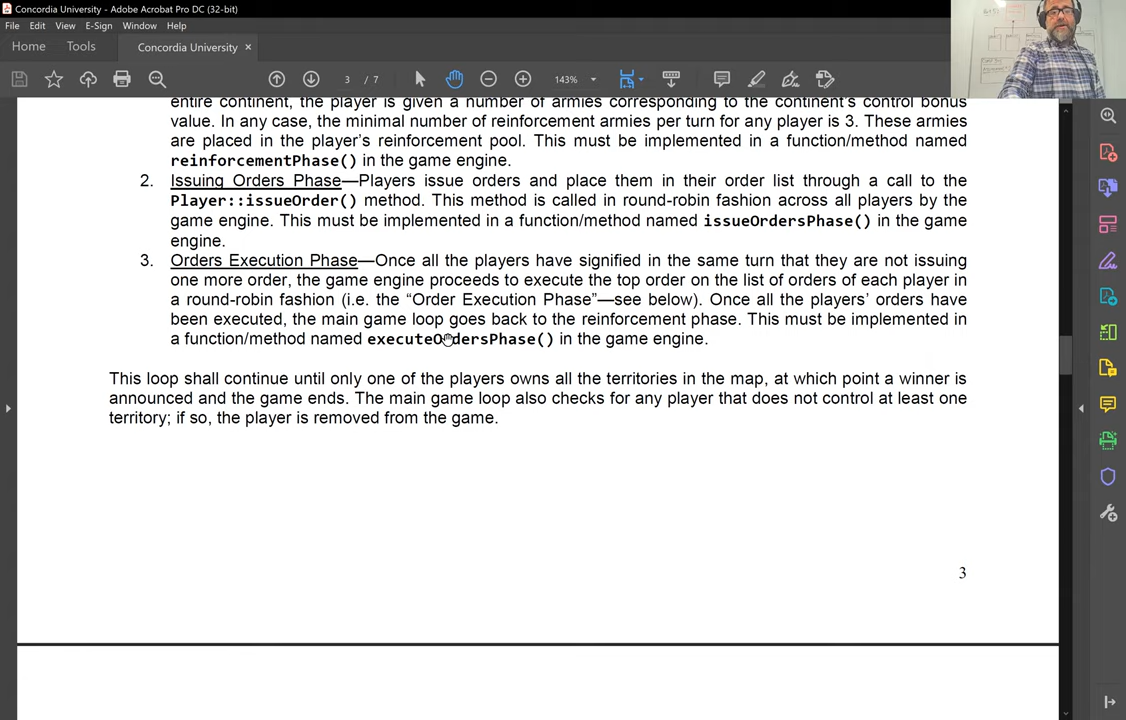 Concordia University - Adobe Acrobat Pro DC (32-bit)
File Edit View E-Sign Window Help
Home Tools Concordia University ×
3 / 7 143%
entire continent, the player is given a number of armies corresponding to the continent's control bonus
value. In any case, the minimal number of reinforcement armies per turn for any player is 3. These armies
are placed in the player's reinforcement pool. This must be implemented in a function/method named
reinforcementPhase() in the game engine.
2. Issuing Orders Phase—Players issue orders and place them in their order list through a call to the
Player::issueOrder() method. This method is called in round-robin fashion across all players by the
game engine. This must be implemented in a function/method named issueOrdersPhase() in the game
engine.
3. Orders Execution Phase—Once all the players have signified in the same turn that they are not issuing
one more order, the game engine proceeds to execute the top order on the list of orders of each player in
a round-robin fashion (i.e. the “Order Execution Phase”—see below). Once all the players' orders have
been executed, the main game loop goes back to the reinforcement phase. This must be implemented in
a function/method named executeOrdersPhase() in the game engine.
This loop shall continue until only one of the players owns all the territories in the map, at which point a winner is
announced and the game ends. The main game loop also checks for any player that does not control at least one
territory; if so, the player is removed from the game.
3